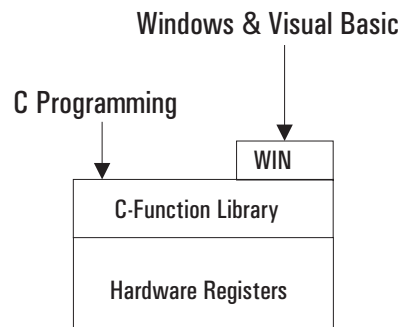 Windows & Visual Basic
C Programming
WIN
C-Function Library
Hardware Registers